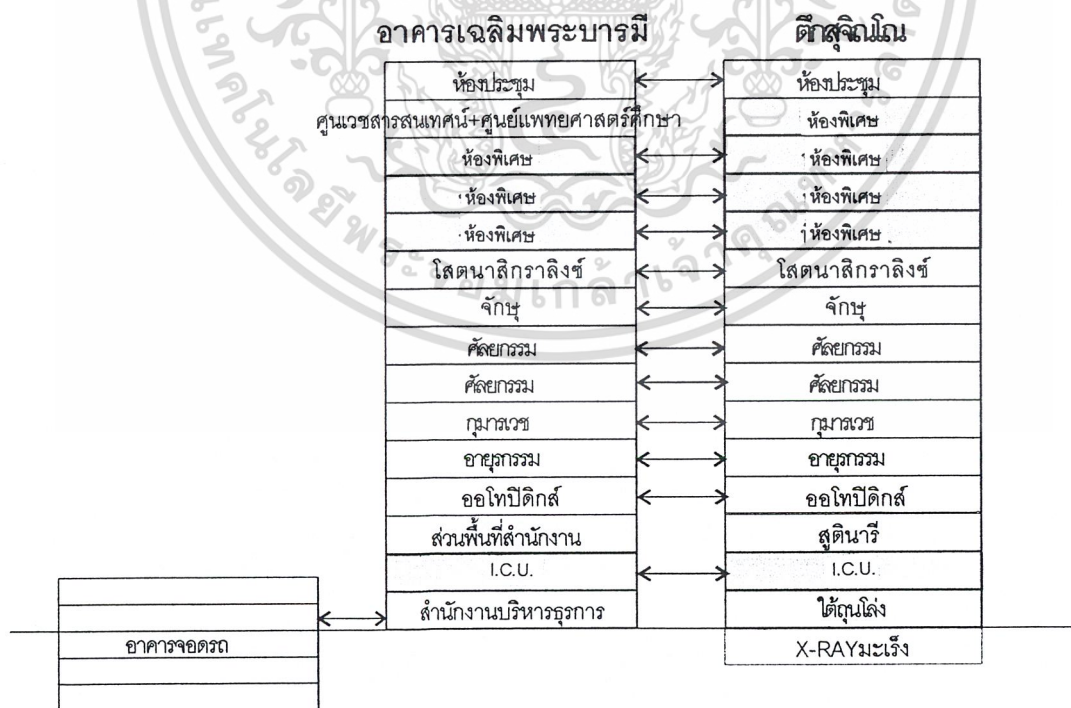 อาคารเฉลิมพระบารมี
ตึกสุจิณโณ
ห้องประชุม
ห้องประชุม
ศูนเวชสารสนเทศน์+ศูนย์แพทยศาสตร์ศึกษา
ห้องพิเศษ
ห้องพิเศษ
ห้องพิเศษ
ห้องพิเศษ
ห้องพิเศษ
ห้องพิเศษ
ห้องพิเศษ
โสตนาสิกราลิงซ์
โสตนาสิกราลิงซ์
จักษุ
จักษุ
ศัลยกรรม
ศัลยกรรม
ศัลยกรรม
ศัลยกรรม
กุมารเวช
กุมารเวช
อายุรกรรม
อายุรกรรม
ออโทปิดิกส์
ออโทปิดิกส์
ส่วนพื้นที่สำนักงาน
สูตินารี
I.C.U.
I.C.U.
สำนักงานบริหารธุรการ
ใต้ถุนโล่ง
อาคารจอดรถ
X-RAYมะเร็ง